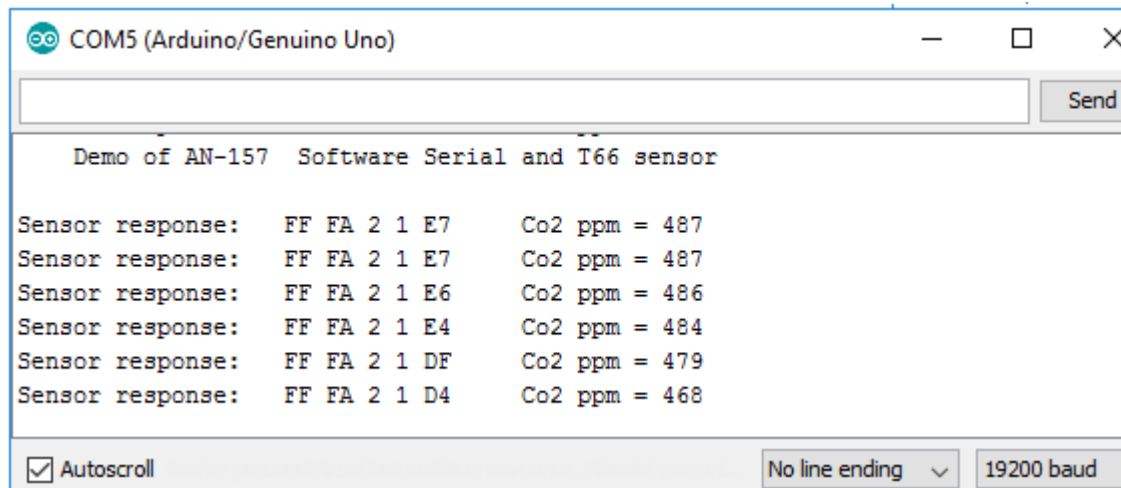 COM5 (Arduino/Genuino Uno)
Send
Demo of AN-157  Software Serial and T66 sensor
Sensor response:   FF FA 2 1 E7     Co2 ppm = 487
Sensor response:   FF FA 2 1 E7     Co2 ppm = 487
Sensor response:   FF FA 2 1 E6     Co2 ppm = 486
Sensor response:   FF FA 2 1 E4     Co2 ppm = 484
Sensor response:   FF FA 2 1 DF     Co2 ppm = 479
Sensor response:   FF FA 2 1 D4     Co2 ppm = 468
Autoscroll
No line ending
19200 baud